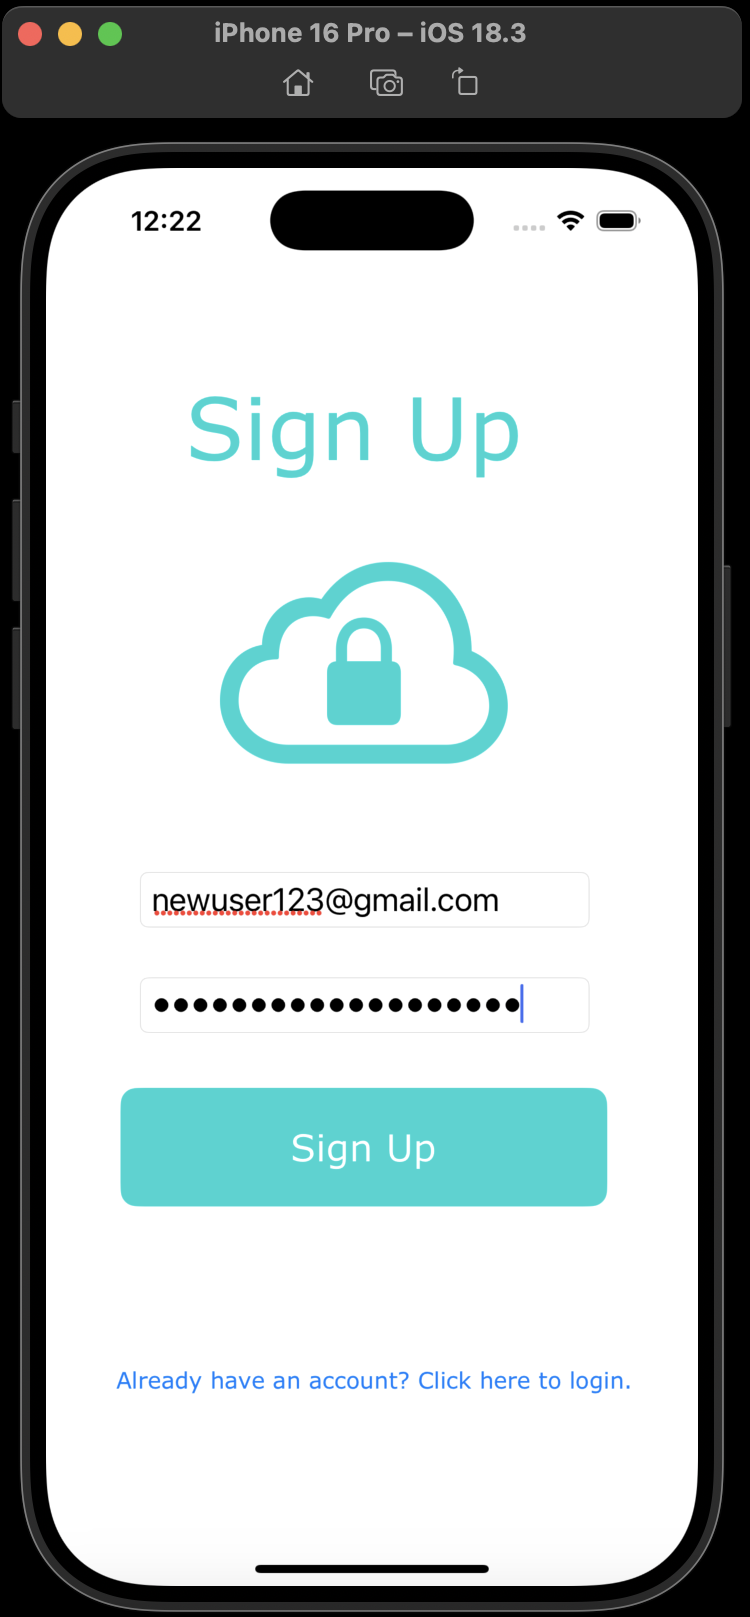 iPhone 16 Pro – iOS 18.3
12:22
Sign Up
newuser123@gmail.com
•••••••••••••••••••
Sign Up
Already have an account? Click here to login.